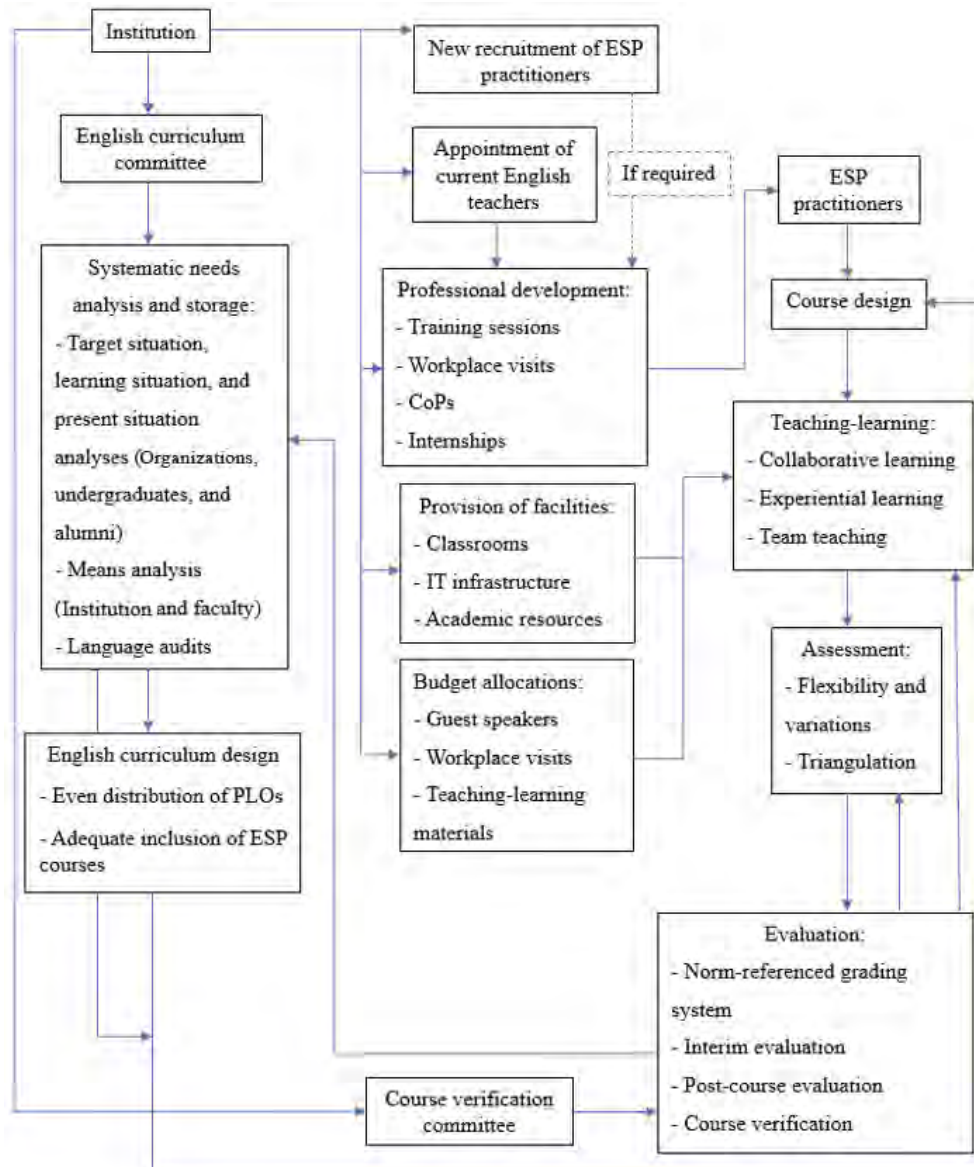 Institution
New recruitment of ESP
practitioners
English curriculum
committee
Appointment of
current English
teachers
If required
ESP
practitioners
Systematic needs
analysis and storage:
- Target situation,
learning situation, and
present situation
analyses (Organizations,
undergraduates, and
alumni)
- Means analysis
(Institution and faculty)
- Language audits
Professional development:
- Training sessions
- Workplace visits
- CoPs
- Internships
Course design
Teaching-learning:
- Collaborative learning
- Experiential learning
- Team teaching
Provision of facilities:
- Classrooms
- IT infrastructure
- Academic resources
Assessment:
- Flexibility and
variations
- Triangulation
Budget allocations:
- Guest speakers
- Workplace visits
- Teaching-learning
materials
English curriculum design
- Even distribution of PLOs
- Adequate inclusion of ESP
courses
Evaluation:
- Norm-referenced grading
system
- Interim evaluation
- Post-course evaluation
- Course verification
Course verification
committee